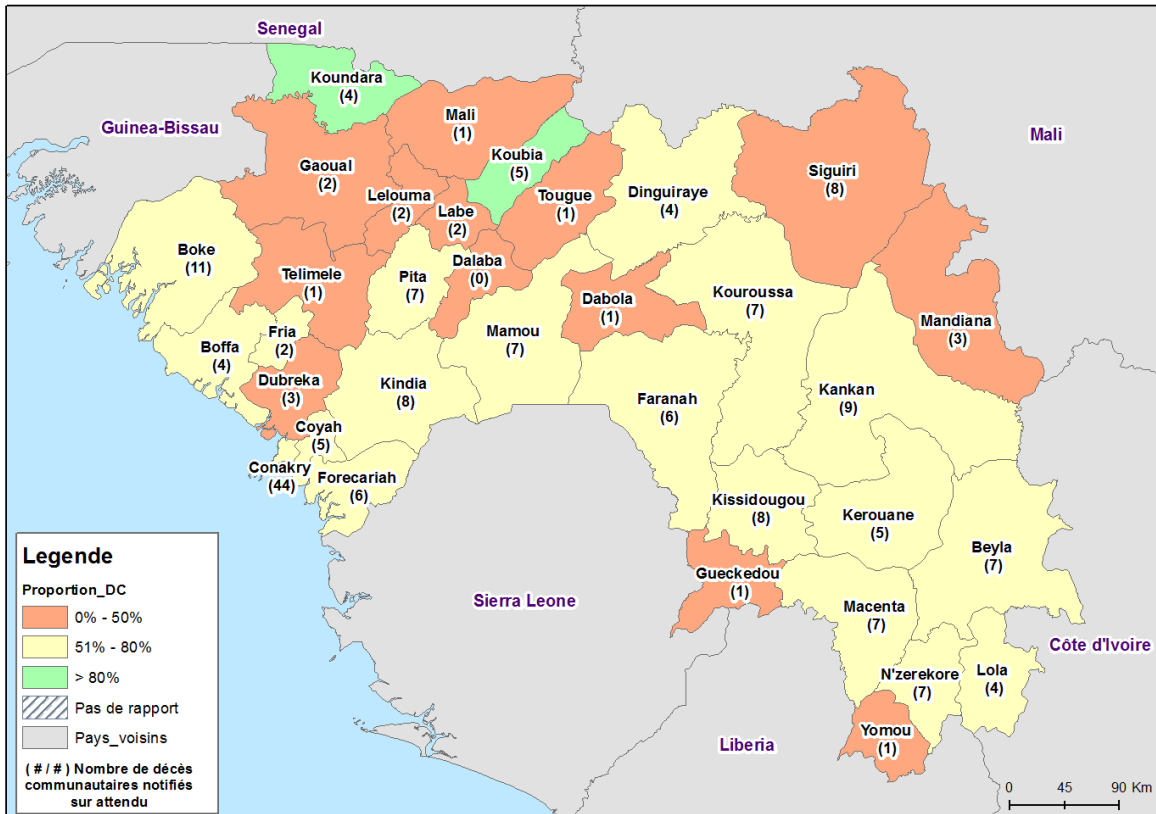 Senegal
Koundara
(4)
Guinea-Bissau
Mali
(1)
Mali
Koubia
(5)
Gaoual
(2)
Siguiri
(8)
Lelouma
(2)
Labe
(2)
Tougue
(1)
Dinguiraye
(4)
Boke
(11)
Telimele
(1)
Pita
(7)
Dalaba
(0)
Dabola
(1)
Kouroussa
(7)
Mandiana
(3)
Fria
(2)
Boffa
(4)
Mamou
(7)
Dubreka
(3)
Kindia
(8)
Faranah
(6)
Kankan
(9)
Coyah
(5)
Conakry
(44)
Forecariah
(6)
Kissidougou
(8)
Kerouane
(5)
Beyla
(7)
Gueckedou
(1)
Sierra Leone
Macenta
(7)
Côte d'Ivoire
N'zerekore
(7)
Lola
(4)
Yomou
(1)
Liberia
Legende
Proportion_DC
0% - 50%
51% - 80%
> 80%
Pas de rapport
Pays_voisins
( # / # ) Nombre de décès
communautaires notifiés
sur attendu
0 45 90 Km